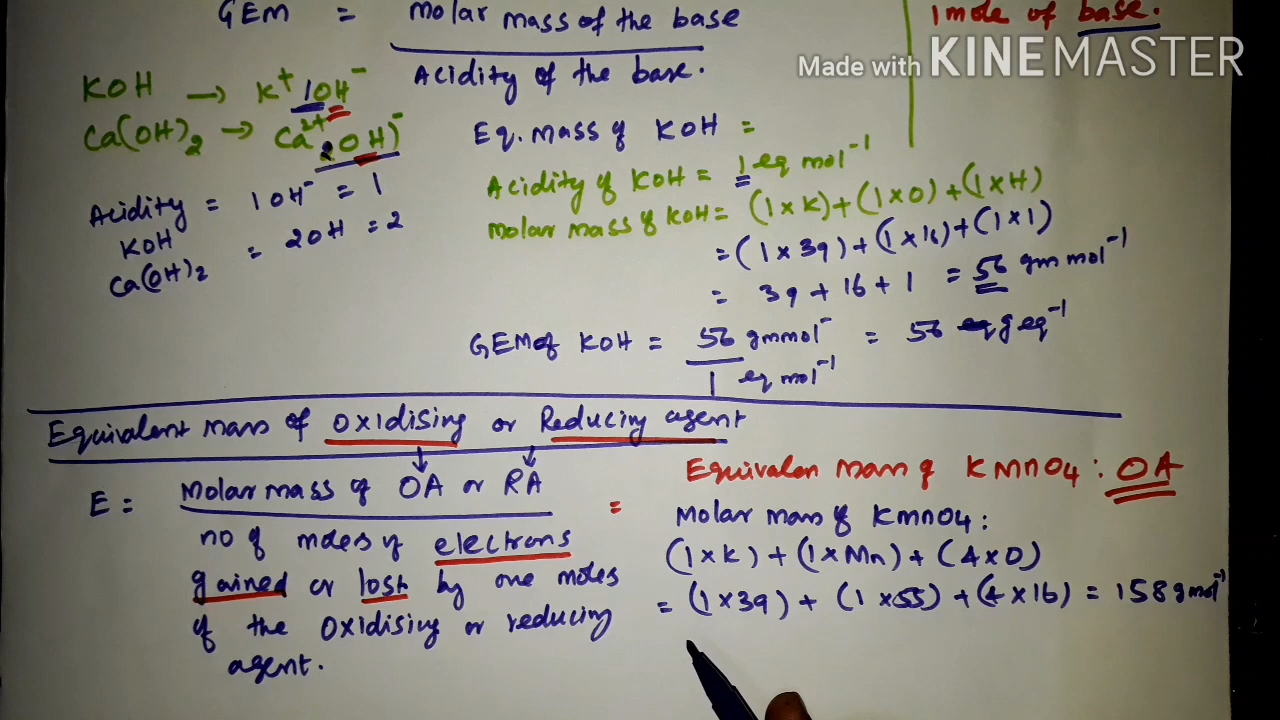 GEM = Molar mass of the base
Acidity of the base.
1 mole of base.
Made with KINEMASTER
KOH → K⁺ 1OH⁻
Ca(OH)₂ → Ca²⁺ 2OH)⁻
Acidity = 1OH⁻ = 1
KOH
Ca(OH)₂ = 2OH = 2
Eq. mass of KOH =
Acidity of KOH = 1 eq mol⁻¹
Molar mass of KOH = (1×K)+(1×O)+(1×H)
= (1×39)+(1×16)+(1×1)
= 39+16+1 = 56 gm mol⁻¹
GEM of KOH = 56 gmmol⁻ = 56 eq g eq⁻¹
1 eq mol⁻¹
Equivalent mass of Oxidising or Reducing agent
E = Molar mass of OA or RA =
no of moles of electrons
gained or lost by one moles
of the oxidising or reducing
agent.
Equivalen mass of KMnO4: OA
Molar mass of KMnO4:
(1×K)+(1×Mn)+(4×O)
= (1×39)+(1×55)+(4×16) = 158 g mol⁻¹